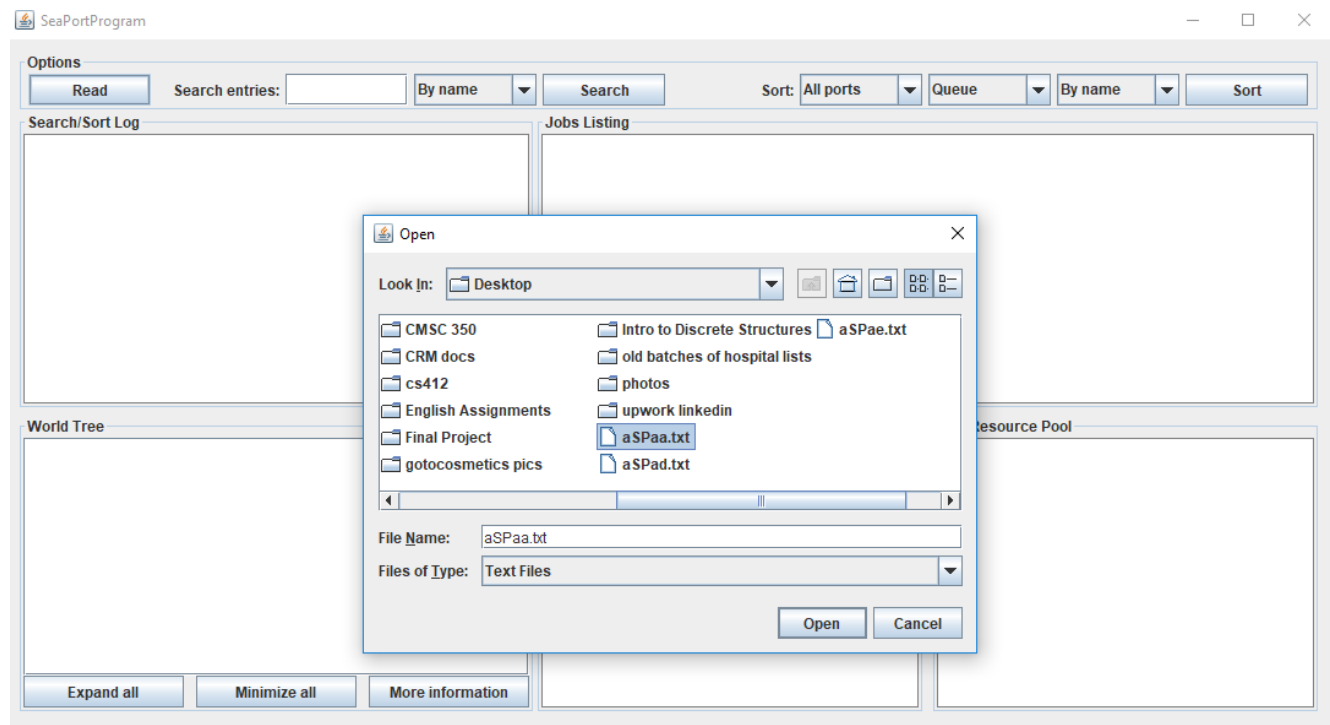 SeaPortProgram
Options
Read Search entries: By name Search Sort: All ports Queue By name Sort
Search/Sort Log Jobs Listing
Open
Look In: Desktop
CMSC 350 Intro to Discrete Structures aSPae.txt
CRM docs old batches of hospital lists
cs412 photos
English Assignments upwork linkedin
Final Project aSPaa.txt
gotocosmetics pics aSPad.txt
File Name: aSPaa.txt
Files of Type: Text Files
Open Cancel
World Tree Resource Pool
Expand all Minimize all More information